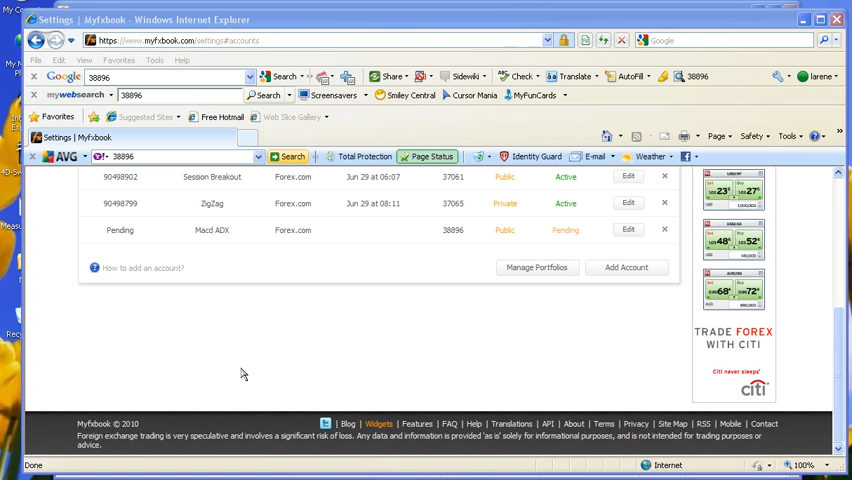 Settings | Myfxbook - Windows Internet Explorer
https://www.myfxbook.com/settings#accounts
Google
File Edit View Favorites Tools Help
Google 38896 Search Share Sidewiki Check Translate AutoFill 38896 larene
mywebsearch 38896 Search Screensavers Smiley Central Cursor Mania MyFunCards
Favorites Suggested Sites Free Hotmail Web Slice Gallery
Settings | Myfxbook
Page Safety Tools
AVG Y! 38896 Search Total Protection Page Status Identity Guard E-mail Weather
90498902 Session Breakout Forex.com Jun 29 at 06:07 37061 Public Active Edit
90498799 ZigZag Forex.com Jun 29 at 08:11 37065 Private Active Edit
Pending Macd ADX Forex.com 38896 Public Pending Edit
How to add an account? Manage Portfolios Add Account
TRADE FOREX
WITH CITI
Citi never sleeps
citi
Myfxbook © 2010
Blog | Widgets | Features | FAQ | Help | Translations | API | About | Terms | Privacy | Site Map | RSS | Mobile | Contact
Foreign exchange trading is very speculative and involves a significant risk of loss. Any data and information is provided 'as is' solely for informational purposes, and is not intended for trading purposes or
advice.
Done Internet 100%